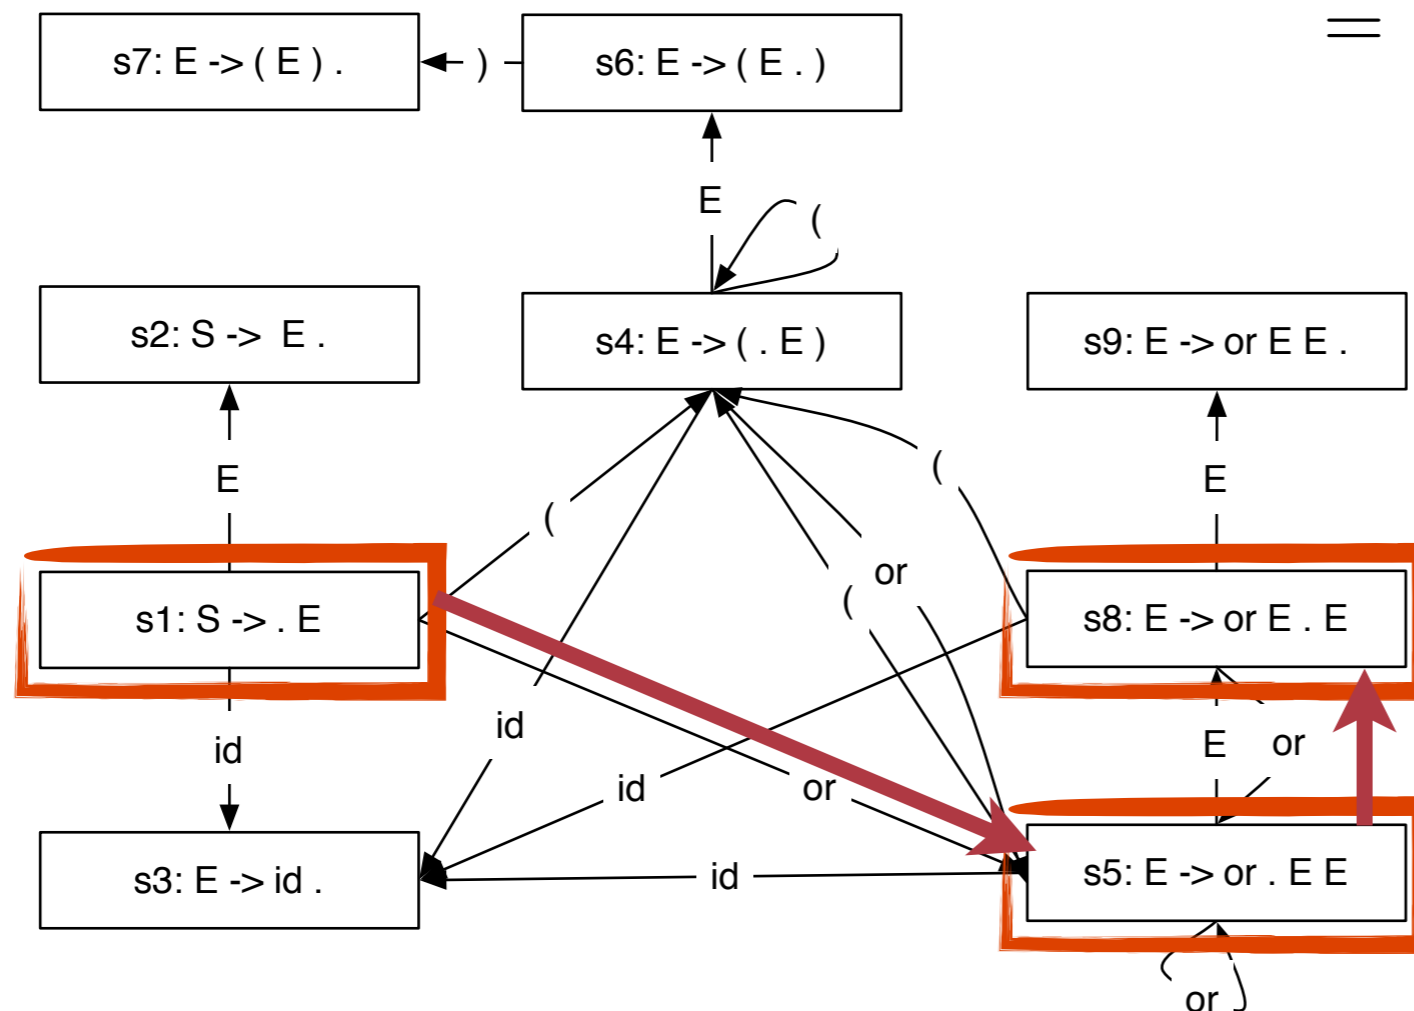 s7: E -> ( E ) .
)
s6: E -> ( E . )
E
(
s2: S -> E .
s4: E -> ( . E )
s9: E -> or E E .
E
(
E
(
or
(
s1: S -> . E
s8: E -> or E . E
id
id
E
or
id
or
s3: E -> id .
id
s5: E -> or . E E
or